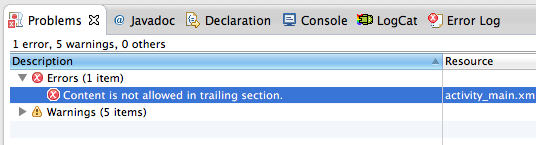 Problems Javadoc Declaration Console LogCat Error Log
1 error, 5 warnings, 0 others
Description Resource
Errors (1 item)
Content is not allowed in trailing section. activity_main.xm
Warnings (5 items)